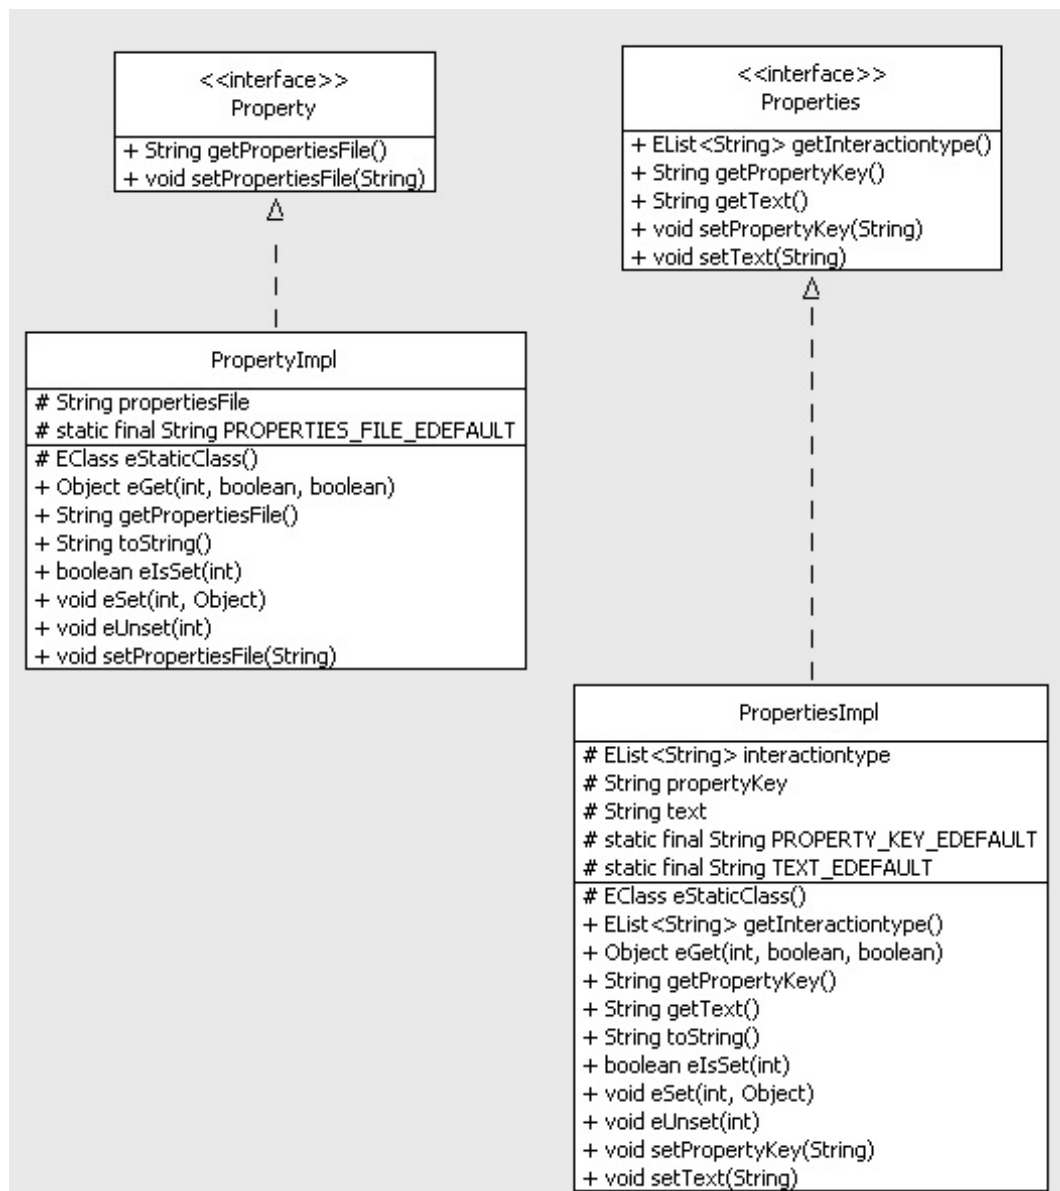 <<interface>>
Property
+ String getPropertiesFile()
+ void setPropertiesFile(String)
<<interface>>
Properties
+ EList<String> getInteractiontype()
+ String getPropertyKey()
+ String getText()
+ void setPropertyKey(String)
+ void setText(String)
PropertyImpl
# String propertiesFile
# static final String PROPERTIES_FILE_EDEFAULT
# EClass eStaticClass()
+ Object eGet(int, boolean, boolean)
+ String getPropertiesFile()
+ String toString()
+ boolean eIsSet(int)
+ void eSet(int, Object)
+ void eUnset(int)
+ void setPropertiesFile(String)
PropertiesImpl
# EList<String> interactiontype
# String propertyKey
# String text
# static final String PROPERTY_KEY_EDEFAULT
# static final String TEXT_EDEFAULT
# EClass eStaticClass()
+ EList<String> getInteractiontype()
+ Object eGet(int, boolean, boolean)
+ String getPropertyKey()
+ String getText()
+ String toString()
+ boolean eIsSet(int)
+ void eSet(int, Object)
+ void eUnset(int)
+ void setPropertyKey(String)
+ void setText(String)